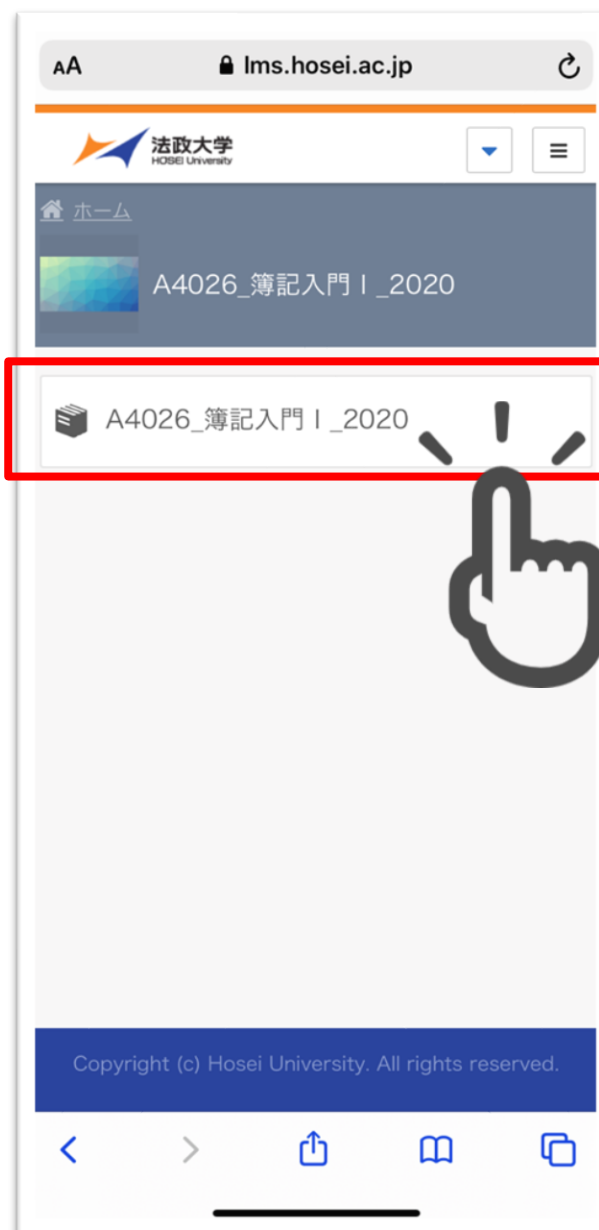 AA lms.hosei.ac.jp
法政大学
HOSEI University
ホーム
A4026_簿記入門Ⅰ_2020
A4026_簿記入門Ⅰ_2020
Copyright (c) Hosei University. All rights reserved.